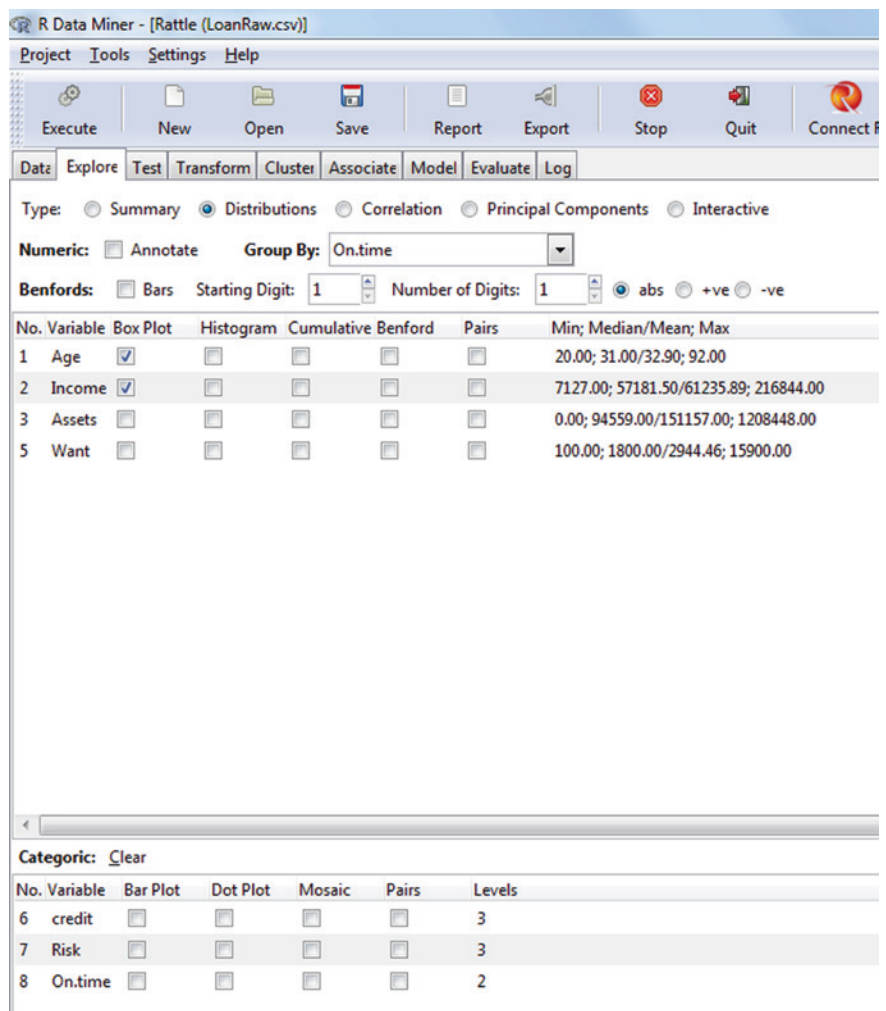 R Data Miner - [Rattle (LoanRaw.csv)]
Project Tools Settings Help
Execute New Open Save Report Export Stop Quit Connect R
Data Explore Test Transform Cluster Associate Model Evaluate Log
Type: Summary Distributions Correlation Principal Components Interactive
Numeric: Annotate Group By: On.time
Benfords: Bars Starting Digit: 1 Number of Digits: 1 abs +ve -ve
No. Variable Box Plot Histogram Cumulative Benford Pairs Min; Median/Mean; Max
1 Age 20.00; 31.00/32.90; 92.00
2 Income 7127.00; 57181.50/61235.89; 216844.00
3 Assets 0.00; 94559.00/151157.00; 1208448.00
5 Want 100.00; 1800.00/2944.46; 15900.00
Categoric: Clear
No. Variable Bar Plot Dot Plot Mosaic Pairs Levels
6 credit 3
7 Risk 3
8 On.time 2